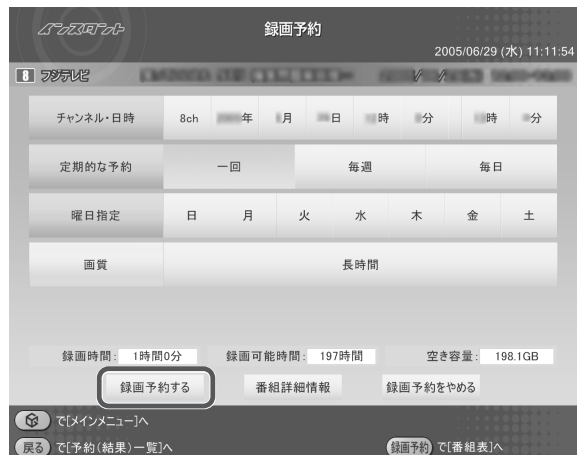 インスタント
録画予約
2005/06/29 (水) 11:11:54
8 フジテレビ
チャンネル・日時 8ch 年 月 日 時 分 時 分
定期的な予約 一回 毎週 毎日
曜日指定 日 月 火 水 木 金 土
画質 長時間
録画時間: 1時間0分 録画可能時間: 197時間 空き容量: 198.1GB
録画予約する 番組詳細情報 録画予約をやめる
で[メインメニュー]へ
戻る で[予約(結果)一覧]へ 録画予約 で[番組表]へ